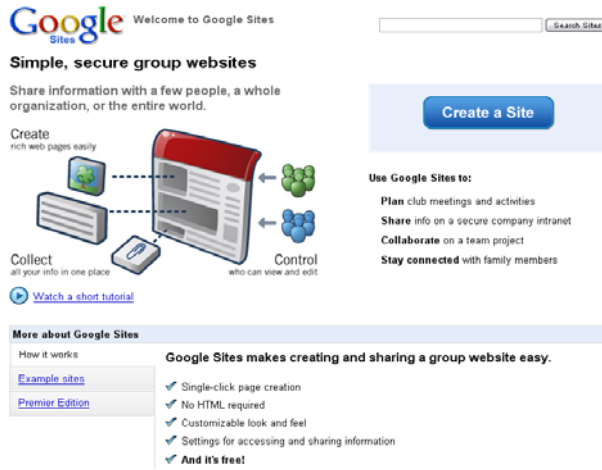 Google
Sites
Welcome to Google Sites
Search Sites
Simple, secure group websites
Share information with a few people, a whole
organization, or the entire world.
Create
rich web pages easily
Collect
all your info in one place
Control
who can view and edit
Watch a short tutorial
Create a Site
Use Google Sites to:
Plan club meetings and activities
Share info on a secure company intranet
Collaborate on a team project
Stay connected with family members
More about Google Sites
How it works
Example sites
Premier Edition
Google Sites makes creating and sharing a group website easy.
Single-click page creation
No HTML required
Customizable look and feel
Settings for accessing and sharing information
And it's free!